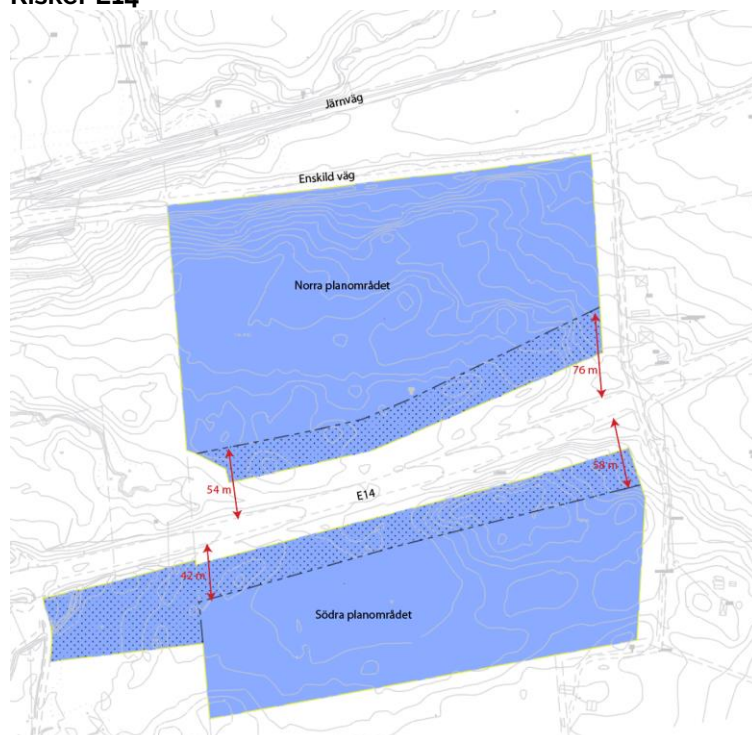 Risker E14
Järnväg
Enskild väg
Norra planområdet
76 m
58 m
54 m
E14
42 m
Södra planområdet